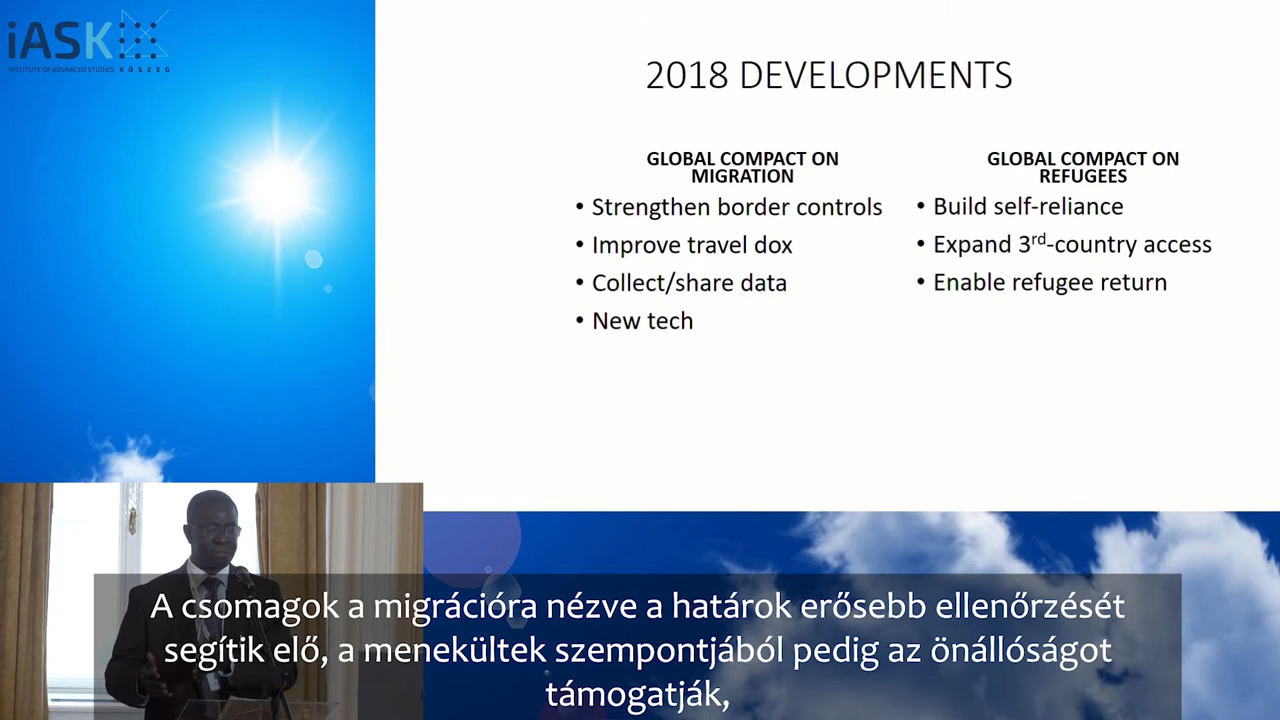 iASK
INSTITUTE OF ADVANCED STUDIES KŐSZEG
2018 DEVELOPMENTS
GLOBAL COMPACT ON
MIGRATION
• Strengthen border controls
• Improve travel dox
• Collect/share data
• New tech
GLOBAL COMPACT ON
REFUGEES
• Build self-reliance
• Expand 3rd-country access
• Enable refugee return
A csomagok a migrációra nézve a határok erősebb ellenőrzését
segítik elő, a menekültek szempontjából pedig az önállóságot
támogatják,